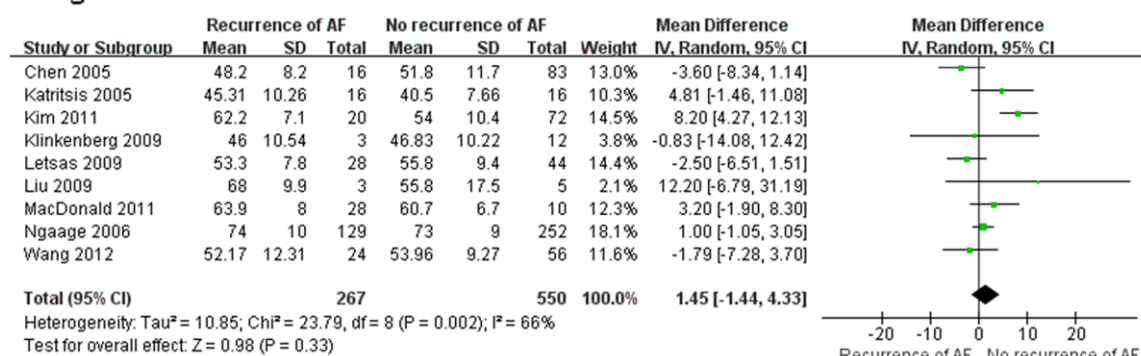 Recurrence of AF No recurrence of AF Mean Difference Mean Difference
Study or Subgroup Mean SD Total Mean SD Total Weight IV, Random, 95% CI IV, Random, 95% CI
Chen 2005 48.2 8.2 16 51.8 11.7 83 13.0% -3.60 [-8.34, 1.14]
Katritsis 2005 45.31 10.26 16 40.5 7.66 16 10.3% 4.81 [-1.46, 11.08]
Kim 2011 62.2 7.1 20 54 10.4 72 14.5% 8.20 [4.27, 12.13]
Klinkenberg 2009 46 10.54 3 46.83 10.22 12 3.8% -0.83 [-14.08, 12.42]
Letsas 2009 53.3 7.8 28 55.8 9.4 44 14.4% -2.50 [-6.51, 1.51]
Liu 2009 68 9.9 3 55.8 17.5 5 2.1% 12.20 [-6.79, 31.19]
MacDonald 2011 63.9 8 28 60.7 6.7 10 12.3% 3.20 [-1.90, 8.30]
Ngaage 2006 74 10 129 73 9 252 18.1% 1.00 [-1.05, 3.05]
Wang 2012 52.17 12.31 24 53.96 9.27 56 11.6% -1.79 [-7.28, 3.70]
Total (95% CI) 267 550 100.0% 1.45 [-1.44, 4.33]
Heterogeneity: Tau² = 10.85; Chi² = 23.79, df = 8 (P = 0.002); I² = 66%
Test for overall effect: Z = 0.98 (P = 0.33)
-20 -10 0 10 20
Recurrence of AF No recurrence of AF